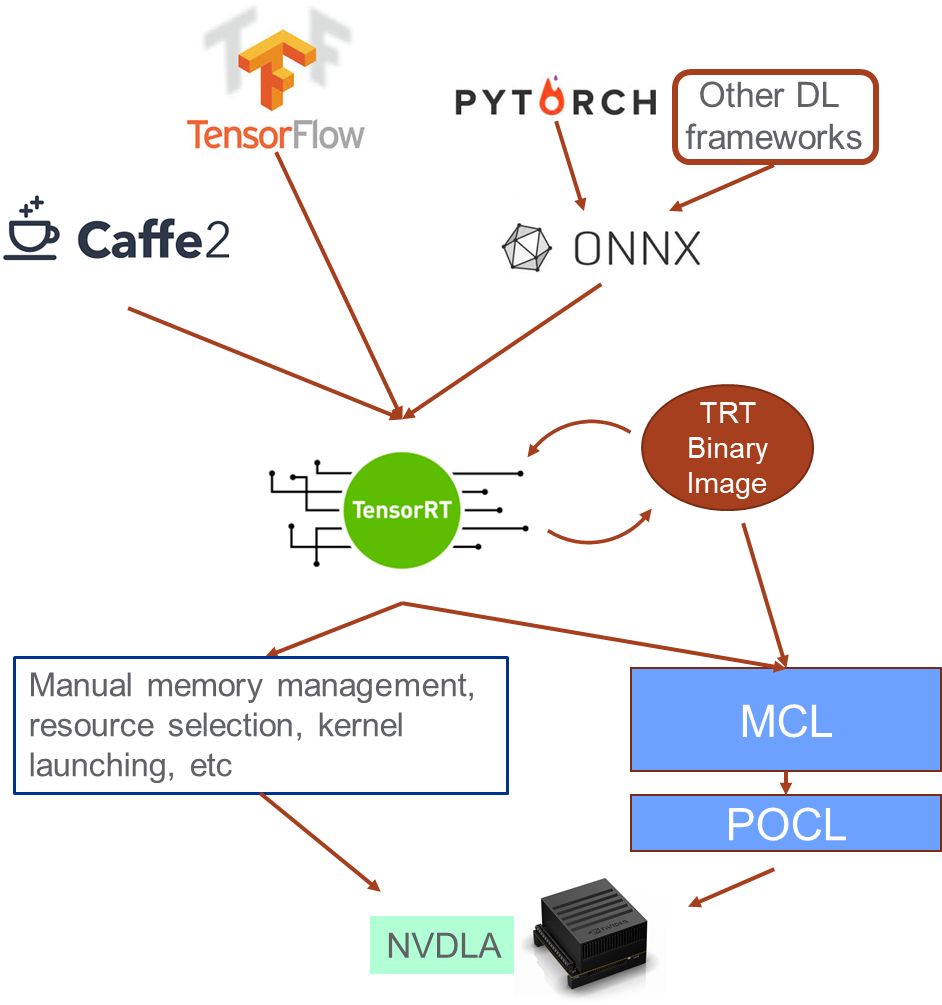 TensorFlow
PYTORCH
Other DL
frameworks
Caffe2
ONNX
TRT
Binary
Image
TensorRT
Manual memory management,
resource selection, kernel
launching, etc
MCL
POCL
NVDLA
NVIDIA